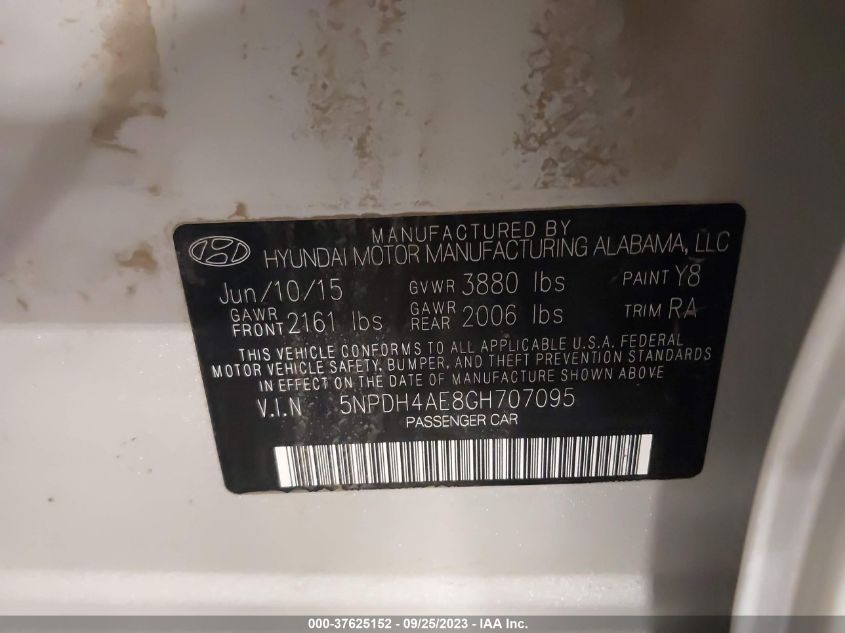 MANUFACTURED BY
HYUNDAI MOTOR MANUFACTURING ALABAMA, LLC
Jun/10/15 GVWR 3880 lbs PAINT Y8
GAWR FRONT 2161 lbs GAWR REAR 2006 lbs TRIM RA
THIS VEHICLE CONFORMS TO ALL APPLICABLE U.S.A. FEDERAL
MOTOR VEHICLE SAFETY, BUMPER, AND THEFT PREVENTION STANDARDS
IN EFFECT ON THE DATE OF MANUFACTURE SHOWN ABOVE
V.I.N 5NPDH4AE8GH707095
PASSENGER CAR
000-37625152 - 09/25/2023 - IAA Inc.